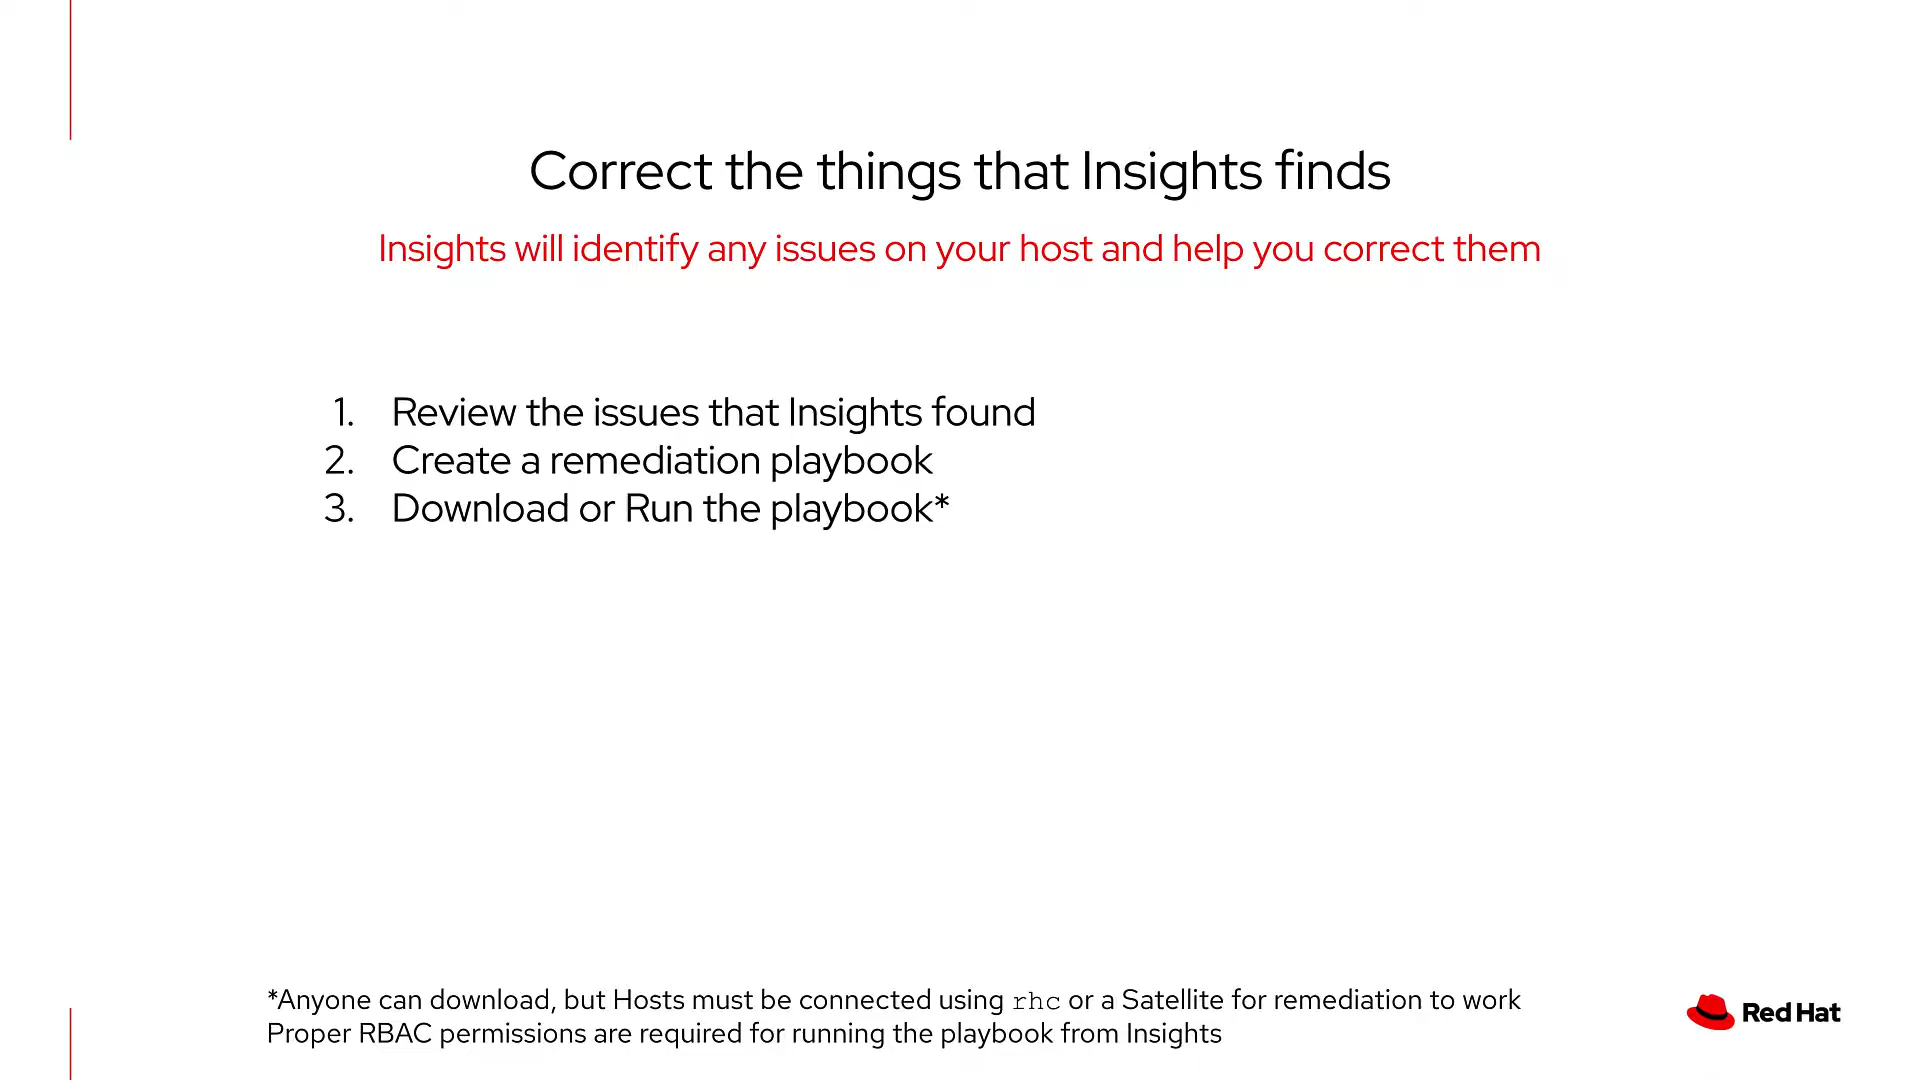 Correct the things that Insights finds
Insights will identify any issues on your host and help you correct them
1. Review the issues that Insights found
2. Create a remediation playbook
3. Download or Run the playbook*
*Anyone can download, but Hosts must be connected using rhc or a Satellite for remediation to work
Proper RBAC permissions are required for running the playbook from Insights
Red Hat